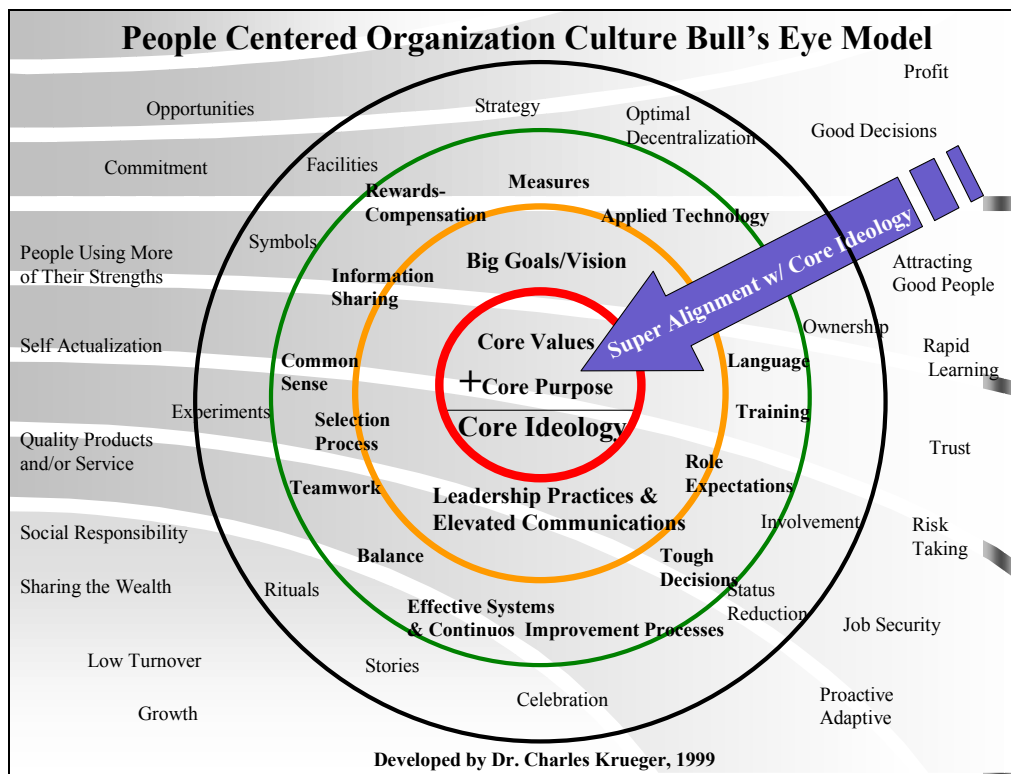 People Centered Organization Culture Bull's Eye Model
Profit
Opportunities
Strategy
Optimal
Decentralization
Good Decisions
Commitment
Facilities
Rewards-
Compensation
Measures
Applied Technology
Super Alignment w/ Core Ideology
Symbols
People Using More
of Their Strengths
Information
Sharing
Big Goals/Vision
Attracting
Good People
Ownership
Self Actualization
Common
Sense
Core Values
+Core Purpose
Core Ideology
Language
Rapid
Learning
Experiments
Selection
Process
Training
Quality Products
and/or Service
Trust
Teamwork
Role
Expectations
Leadership Practices &
Elevated Communications
Involvement
Risk
Taking
Social Responsibility
Balance
Tough
Decisions
Sharing the Wealth
Rituals
Status
Reduction
Effective Systems
& Continuos Improvement Processes
Job Security
Low Turnover
Stories
Celebration
Proactive
Adaptive
Growth
Developed by Dr. Charles Krueger, 1999